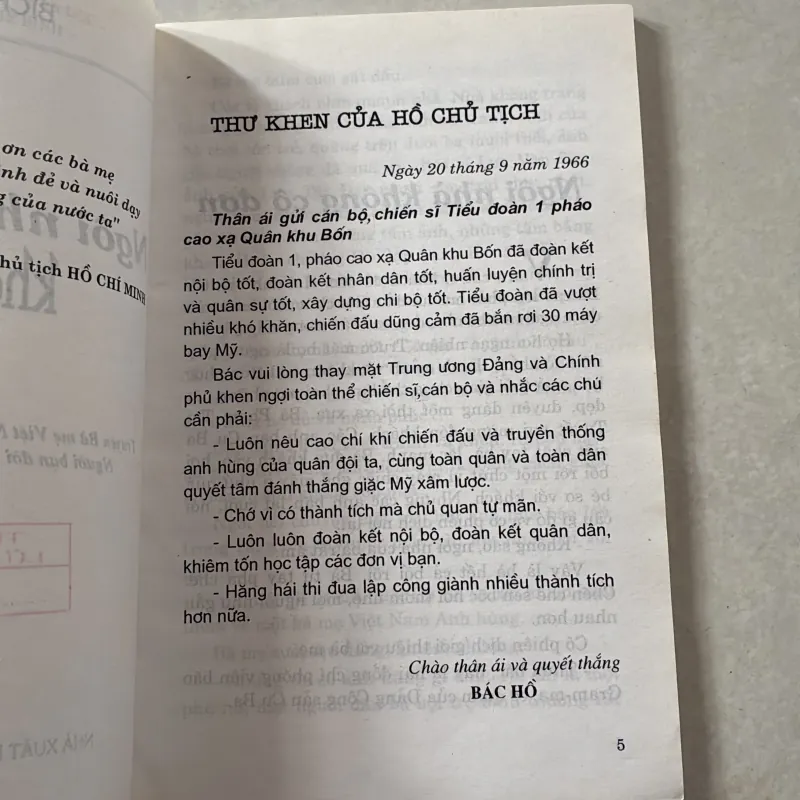 BÍCH
ơn các bà mẹ
đẻ và nuôi dạy
của nước ta"
tịch HỒ CHÍ MINH
THƯ KHEN CỦA HỒ CHỦ TỊCH
Ngày 20 tháng 9 năm 1966
Thân ái gửi cán bộ, chiến sĩ Tiểu đoàn 1 pháo
cao xạ Quân khu Bốn
Tiểu đoàn 1, pháo cao xạ Quân khu Bốn đã đoàn kết
nội bộ tốt, đoàn kết nhân dân tốt, huấn luyện chính trị
và quân sự tốt, xây dựng chi bộ tốt. Tiểu đoàn đã vượt
nhiều khó khăn, chiến đấu dũng cảm đã bắn rơi 30 máy
bay Mỹ.
Bác vui lòng thay mặt Trung ương Đảng và Chính
phủ khen ngợi toàn thể chiến sĩ,cán bộ và nhắc các chú
cần phải:
- Luôn nêu cao chí khí chiến đấu và truyền thống
anh hùng của quân đội ta, cùng toàn quân và toàn dân
quyết tâm đánh thắng giặc Mỹ xâm lược.
- Chớ vì có thành tích mà chủ quan tự mãn.
- Luôn luôn đoàn kết nội bộ, đoàn kết quân dân,
khiêm tốn học tập các đơn vị bạn.
- Hăng hái thi đua lập công giành nhiều thành tích
hơn nữa.
Chào thân ái và quyết thắng
BÁC HỒ
5